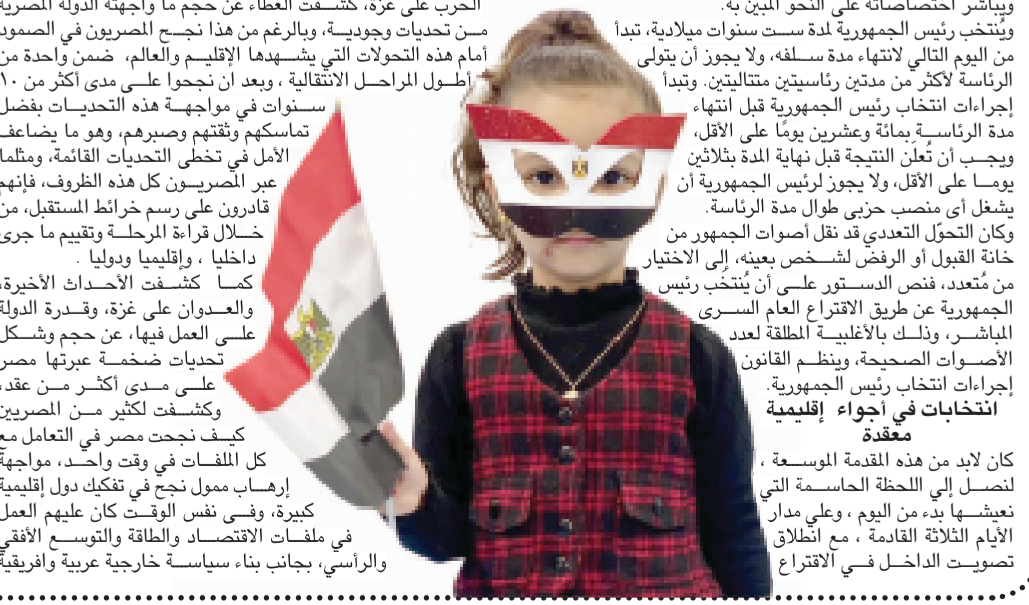 ويباشر اختصاصاته على النحو المبين به.
ويُنتخب رئيس الجمهورية لمدة ست سنوات ميلادية، تبدأ
من اليوم التالي لانتهاء مدة سلفه، ولا يجوز أن يتولى
الرئاسة لأكثر من مدتين رئاسيتين متتاليتين. وتبدأ
إجراءات انتخاب رئيس الجمهورية قبل انتهاء
مدة الرئاسة بمائة وعشرين يومًا على الأقل،
ويجب أن تُعلَن النتيجة قبل نهاية المدة بثلاثين
يوما على الأقل، ولا يجوز لرئيس الجمهورية أن
يشغل أى منصب حزبى طوال مدة الرئاسة.
وكان التحوّل التعددي قد نقل أصوات الجمهور من
خانة القبول أو الرفض لشخص بعينه، إلى الاختيار
من مُتعدد، فنص الدستور على أن يُنتخَب رئيس
الجمهورية عن طريق الاقتراع العام السرى
المباشر، وذلك بالأغلبية المطلقة لعدد
الأصوات الصحيحة، وينظم القانون
إجراءات انتخاب رئيس الجمهورية.
انتخابات في أجواء إقليمية
معقدة
كان لابد من هذه المقدمة الموسعة ،
لنصل إلي اللحظة الحاسمة التي
نعيشها بدء من اليوم ، وعلي مدار
الأيام الثلاثة القادمة ، مع انطلاق
تصويت الداخل في الاقتراع
الحرب على غزة، كشفت الغطاء عن حجم ما واجهته الدولة المصرية
من تحديات وجودية، وبالرغم من هذا نجح المصريون في الصمود
أمام هذه التحولات التي يشهدها الإقليم والعالم، ضمن واحدة من
أطول المراحل الانتقالية ، وبعد ان نجحوا على مدى أكثر من ١٠
سنوات في مواجهة هذه التحديات بفضل
تماسكهم وثقتهم وصبرهم، وهو ما يضاعف
الأمل في تخطى التحديات القائمة، ومثلما
عبر المصريون كل هذه الظروف، فإنهم
قادرون على رسم خرائط المستقبل، من
خلال قراءة المرحلة وتقييم ما جرى
داخليا ، وإقليميا ودوليا .
كما كشفت الأحداث الأخيرة،
والعدوان على غزة، وقدرة الدولة
على العمل فيها، عن حجم وشكل
تحديات ضخمة عبرتها مصر
على مدى أكثر من عقد،
وكشفت لكثير من المصريين
كيف نجحت مصر في التعامل مع
كل الملفات في وقت واحد، مواجهة
إرهاب ممول نجح في تفكيك دول إقليمية
كبيرة، وفى نفس الوقت كان عليهم العمل
في ملفات الاقتصاد والطاقة والتوسع الأفقي
والرأسي، بجانب بناء سياسة خارجية عربية وافريقية